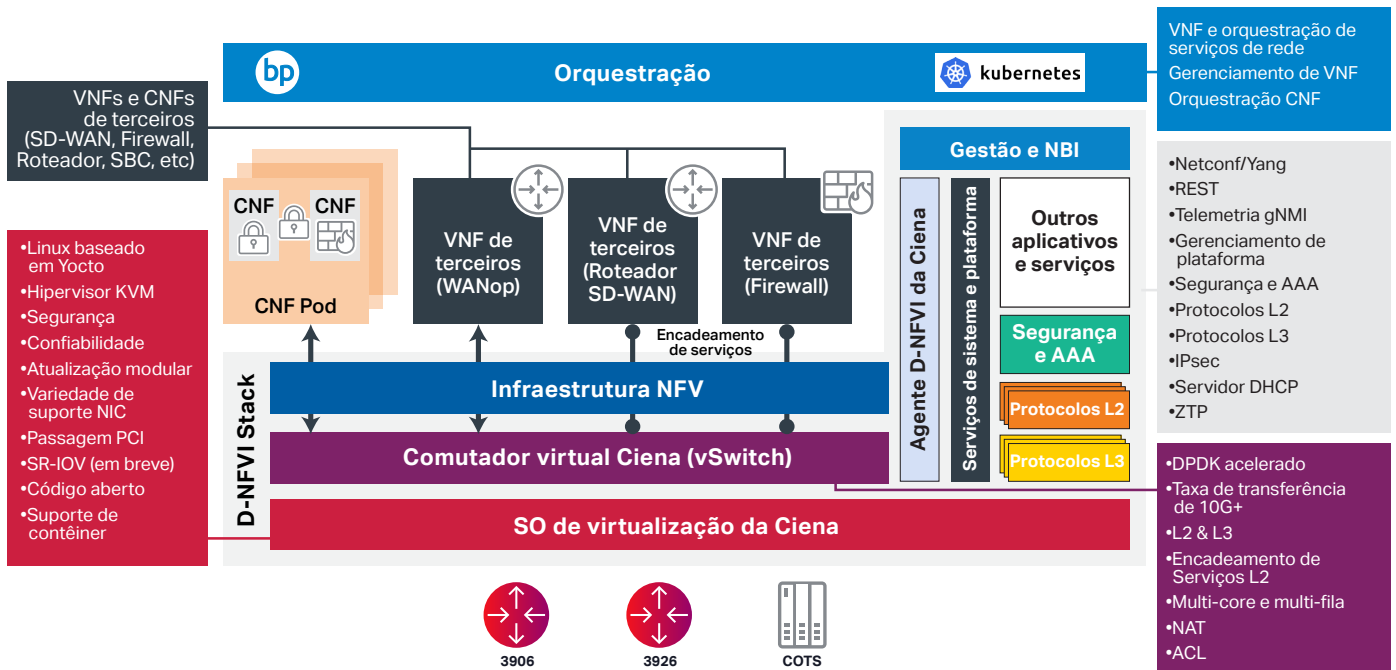 bp
Orquestração
kubernetes
VNF e orquestração de
serviços de rede
Gerenciamento de VNF
Orquestração CNF
VNFs e CNFs
de terceiros
(SD-WAN, Firewall,
Roteador, SBC, etc)
CNF
CNF
CNF Pod
VNF de
terceiros
(WANop)
VNF de
terceiros
(Roteador
SD-WAN)
VNF de
terceiros
(Firewall)
Encadeamento
de serviços
Gestão e NBI
Agente D-NFVI da Ciena
Serviços de sistema e plataforma
Outros
aplicativos
e serviços
Segurança
e AAA
Protocolos L2
Protocolos L3
•Netconf/Yang
•REST
•Telemetria gNMI
•Gerenciamento de
plataforma
•Segurança e AAA
•Protocolos L2
•Protocolos L3
•IPsec
•Servidor DHCP
•ZTP
•Linux baseado
em Yocto
•Hipervisor KVM
•Segurança
•Confiabilidade
•Atualização modular
•Variedade de
suporte NIC
•Passagem PCI
•SR-IOV (em breve)
•Código aberto
•Suporte de
contêiner
D-NFVI Stack
Infraestrutura NFV
Comutador virtual Ciena (vSwitch)
SO de virtualização da Ciena
•DPDK acelerado
•Taxa de transferência
de 10G+
•L2 & L3
•Encadeamento de
Serviços L2
•Multi-core e multi-fila
•NAT
•ACL
3906
3926
COTS